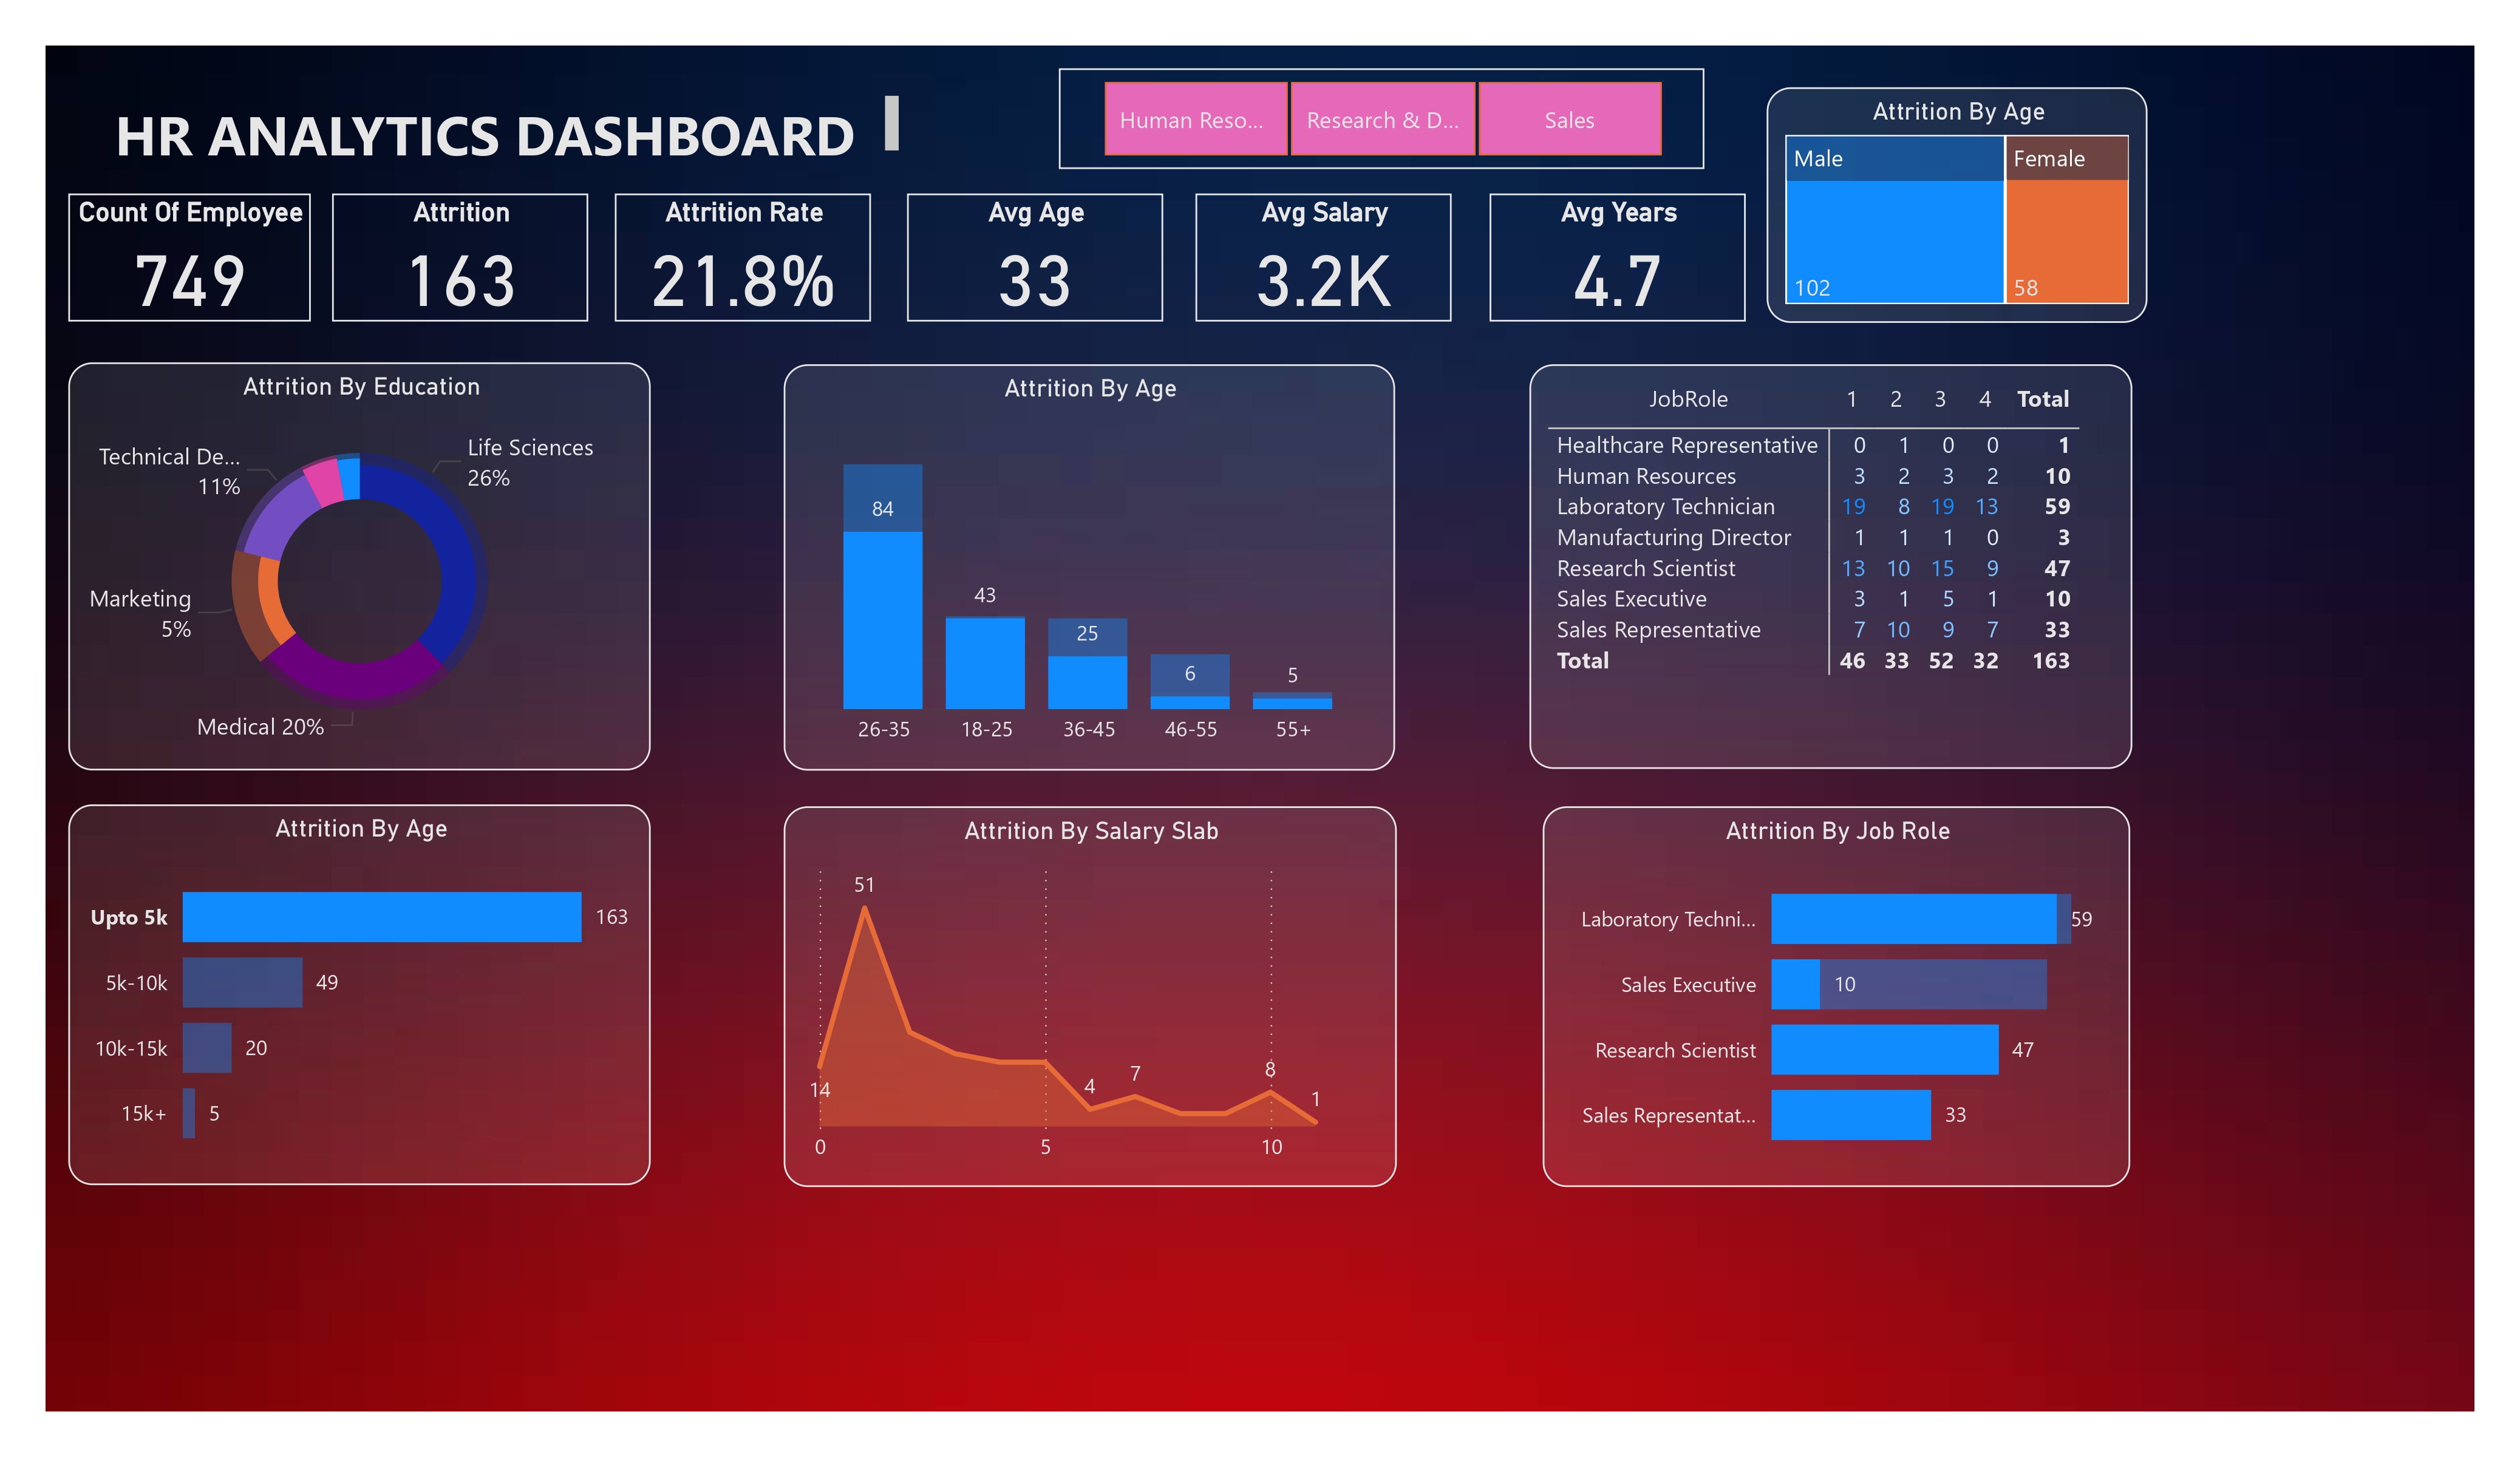 HR ANALYTICS DASHBOARD
Human Reso...
Research & D...
Sales
Attrition By Age
Male
Female
102
58
Count Of Employee
749
Attrition
163
Attrition Rate
21.8%
Avg Age
33
Avg Salary
3.2K
Avg Years
4.7
Attrition By Education
Life Sciences
26%
Technical De...
11%
Marketing
5%
Medical 20%
Attrition By Age
84
43
25
6
5
26-35 18-25 36-45 46-55 55+
JobRole 1 2 3 4 Total
Healthcare Representative 0 1 0 0 1
Human Resources 3 2 3 2 10
Laboratory Technician 19 8 19 13 59
Manufacturing Director 1 1 1 0 3
Research Scientist 13 10 15 9 47
Sales Executive 3 1 5 1 10
Sales Representative 7 10 9 7 33
Total 46 33 52 32 163
Attrition By Age
Upto 5k 163
5k-10k 49
10k-15k 20
15k+ 5
Attrition By Salary Slab
51
14
4
7
8
1
0 5 10
Attrition By Job Role
Laboratory Techni... 59
Sales Executive 10
Research Scientist 47
Sales Representat... 33